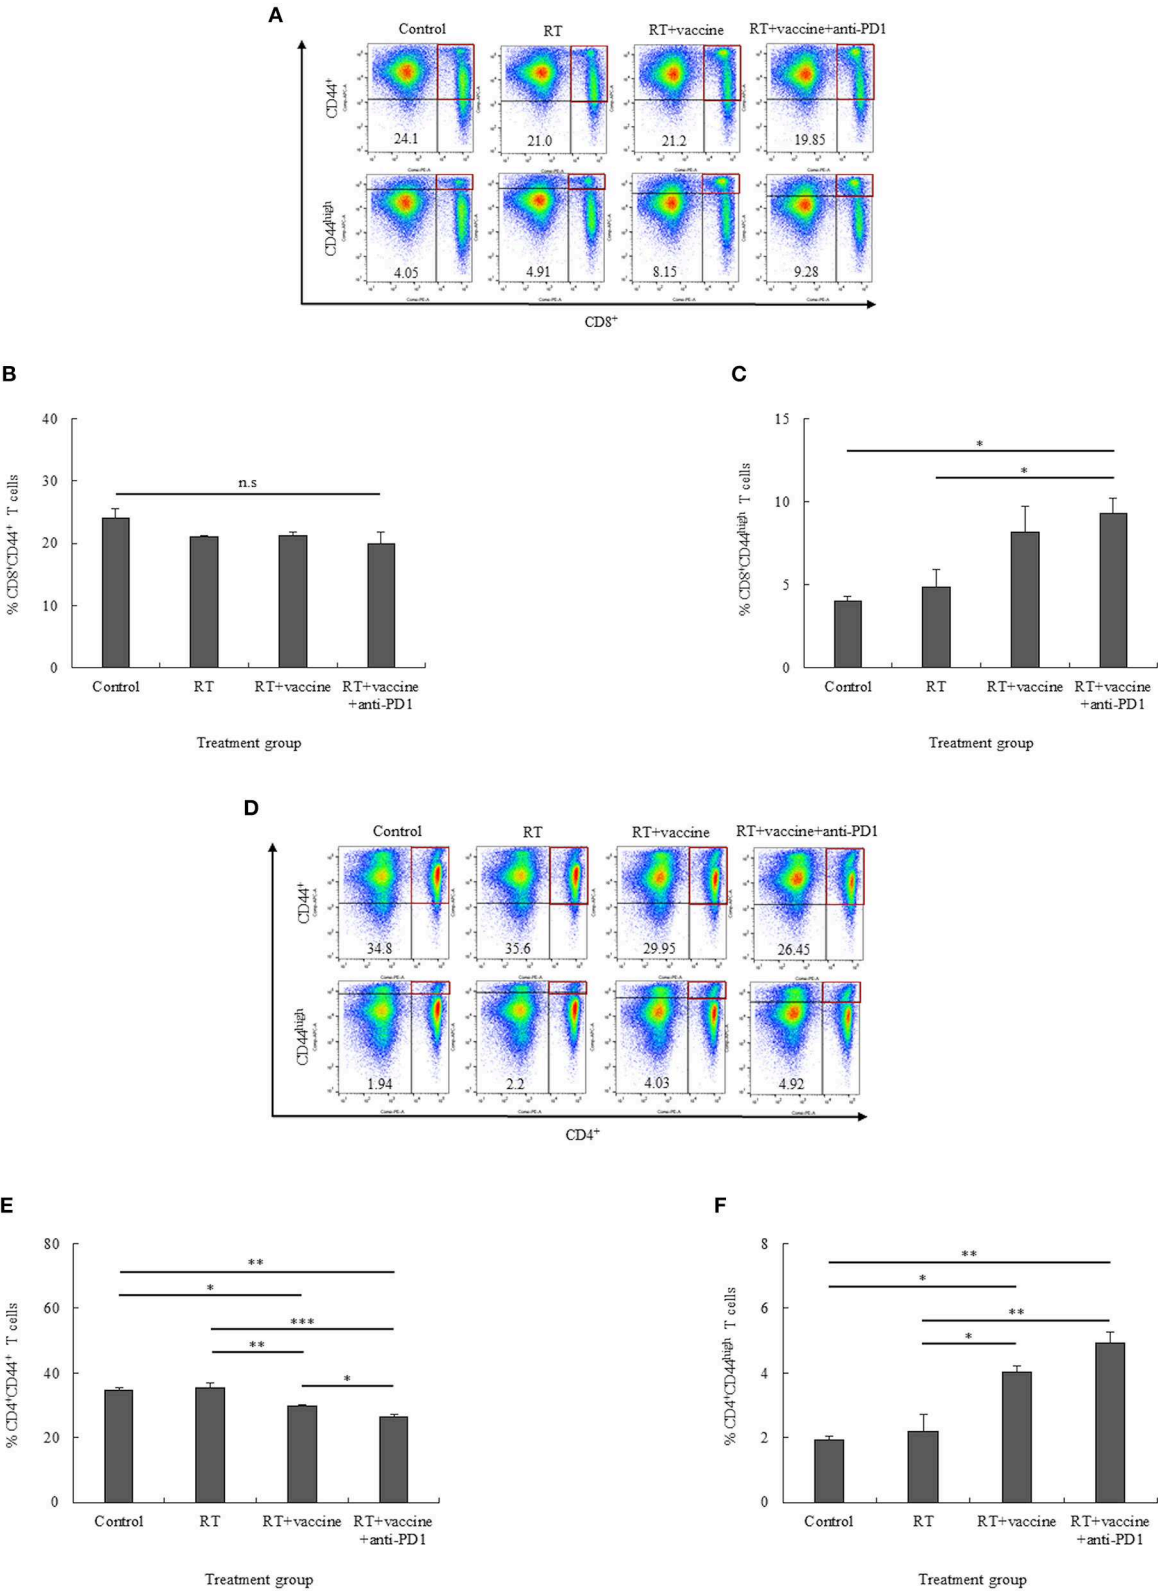 A
Control RT RT+vaccine RT+vaccine+anti-PD1
CD44+
24.1 21.0 21.2 19.85
CD44high
4.05 4.91 8.15 9.28
CD8+
B
40
30
20
10
0
% CD8+CD44+ T cells
n.s
Control RT RT+vaccine RT+vaccine
+anti-PD1
Treatment group
C
15
10
5
0
% CD8+CD44high T cells
*
*
Control RT RT+vaccine RT+vaccine
+anti-PD1
Treatment group
D
Control RT RT+vaccine RT+vaccine+anti-PD1
CD44+
34.8 35.6 29.95 26.45
CD44high
1.94 2.2 4.03 4.92
CD4+
E
80
60
40
20
0
% CD4+CD44+ T cells
**
*
***
**
*
Control RT RT+vaccine RT+vaccine
+anti-PD1
Treatment group
F
8
6
4
2
0
% CD4+CD44high T cells
**
*
**
*
Control RT RT+vaccine RT+vaccine
+anti-PD1
Treatment group